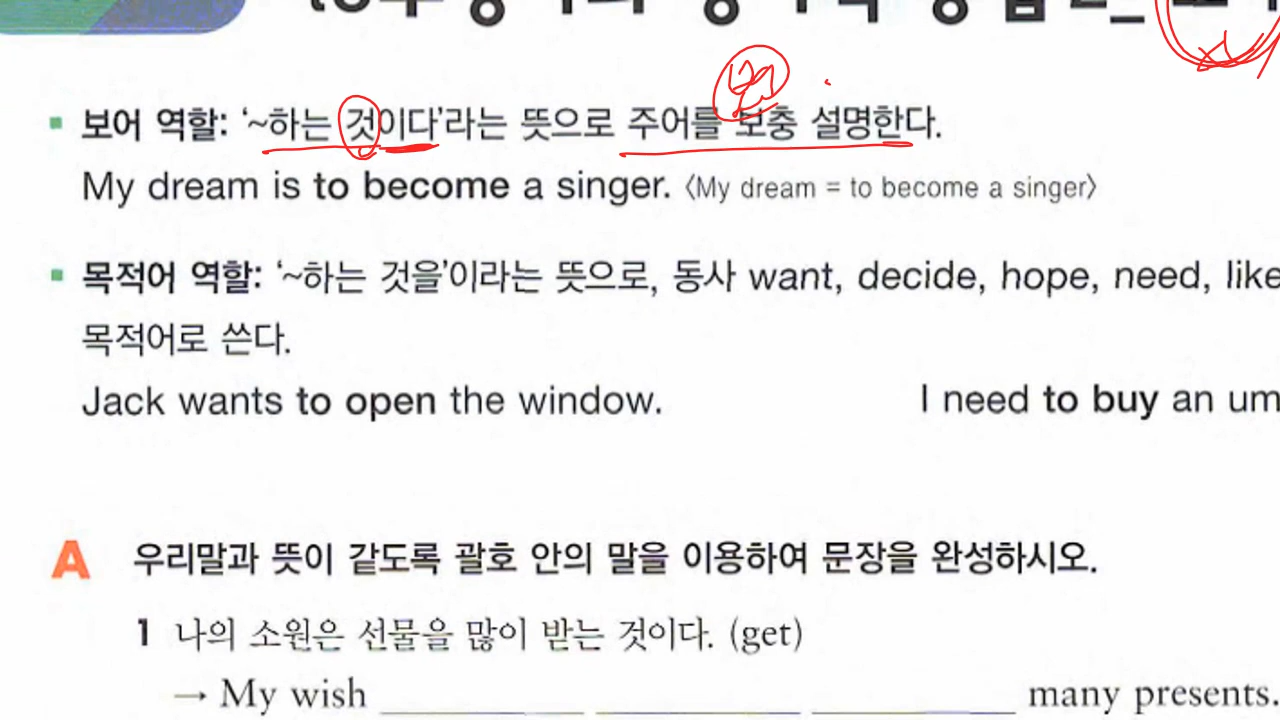 보어 역할: ‘~하는 것이다’라는 뜻으로 주어를 보충 설명한다.
My dream is to become a singer. 〈My dream = to become a singer〉
목적어 역할: ‘~하는 것을’이라는 뜻으로, 동사 want, decide, hope, need, like
목적어로 쓴다.
Jack wants to open the window. I need to buy an um
A 우리말과 뜻이 같도록 괄호 안의 말을 이용하여 문장을 완성하시오.
1 나의 소원은 선물을 많이 받는 것이다. (get)
→ My wish ____ ____ ____ many presents.